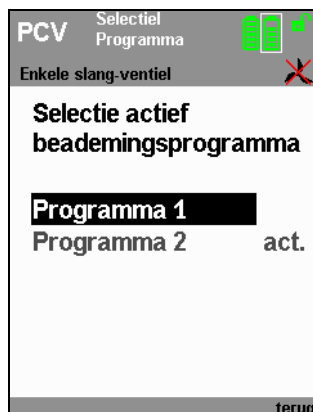 PCV Selectiel
Programma
Enkele slang-ventiel
Selectie actief
beademingsprogramma
Programma 1
Programma 2 act.
terug